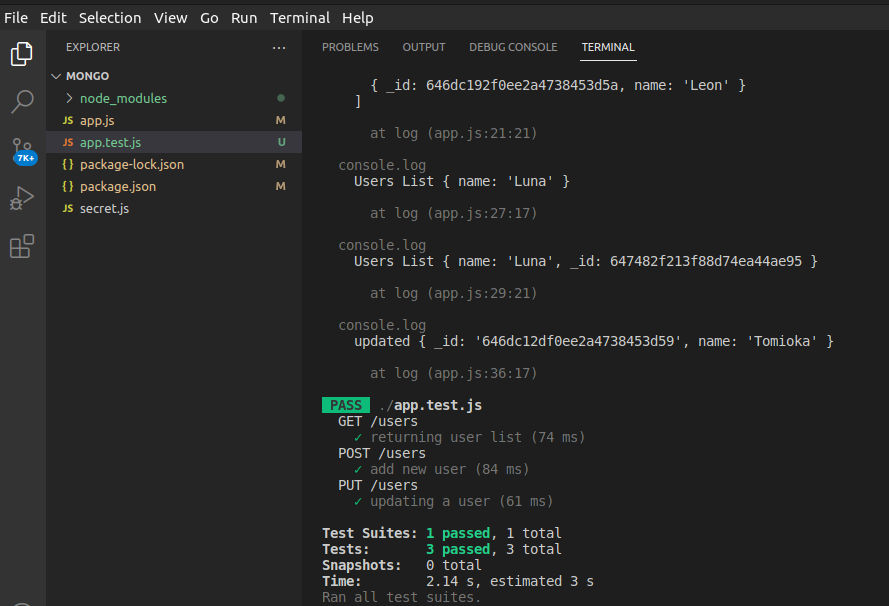 File Edit Selection View Go Run Terminal Help
EXPLORER ...
MONGO
node_modules
JS app.js M
JS app.test.js U
7K+
{} package-lock.json M
{} package.json M
JS secret.js
PROBLEMS OUTPUT DEBUG CONSOLE TERMINAL
{ _id: 646dc192f0ee2a4738453d5a, name: 'Leon' }
]
at log (app.js:21:21)
console.log
Users List { name: 'Luna' }
at log (app.js:27:17)
console.log
Users List { name: 'Luna', _id: 647482f213f88d74ea44ae95 }
at log (app.js:29:21)
console.log
updated { _id: '646dc12df0ee2a4738453d59', name: 'Tomioka' }
at log (app.js:36:17)
PASS ./app.test.js
GET /users
✓ returning user list (74 ms)
POST /users
✓ add new user (84 ms)
PUT /users
✓ updating a user (61 ms)
Test Suites: 1 passed, 1 total
Tests: 3 passed, 3 total
Snapshots: 0 total
Time: 2.14 s, estimated 3 s
Ran all test suites.